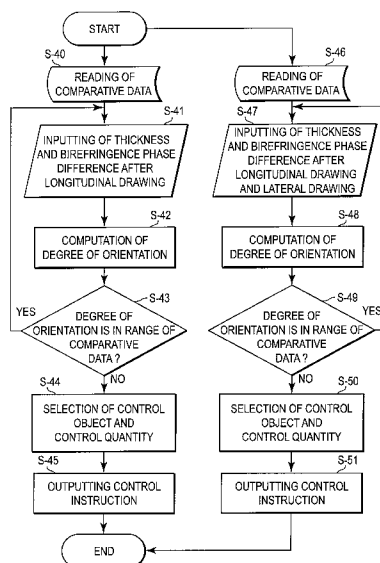 START
S-40
READING OF
COMPARATIVE DATA
S-41
INPUTTING OF THICKNESS
AND BIREFRINGENCE PHASE
DIFFERENCE AFTER
LONGITUDINAL DRAWING
S-42
COMPUTATION OF
DEGREE OF ORIENTATION
S-43
YES
DEGREE OF
ORIENTATION IS IN RANGE OF
COMPARATIVE
DATA ?
NO
S-44
SELECTION OF CONTROL
OBJECT AND
CONTROL QUANTITY
S-45
OUTPUTTING CONTROL
INSTRUCTION
END
S-46
READING OF
COMPARATIVE DATA
S-47
INPUTTING OF THICKNESS
AND BIREFRINGENCE PHASE
DIFFERENCE AFTER
LONGITUDINAL DRAWING
AND LATERAL DRAWING
S-48
COMPUTATION OF
DEGREE OF ORIENTATION
S-49
YES
DEGREE OF
ORIENTATION IS IN RANGE OF
COMPARATIVE
DATA ?
NO
S-50
SELECTION OF CONTROL
OBJECT AND
CONTROL QUANTITY
S-51
OUTPUTTING CONTROL
INSTRUCTION